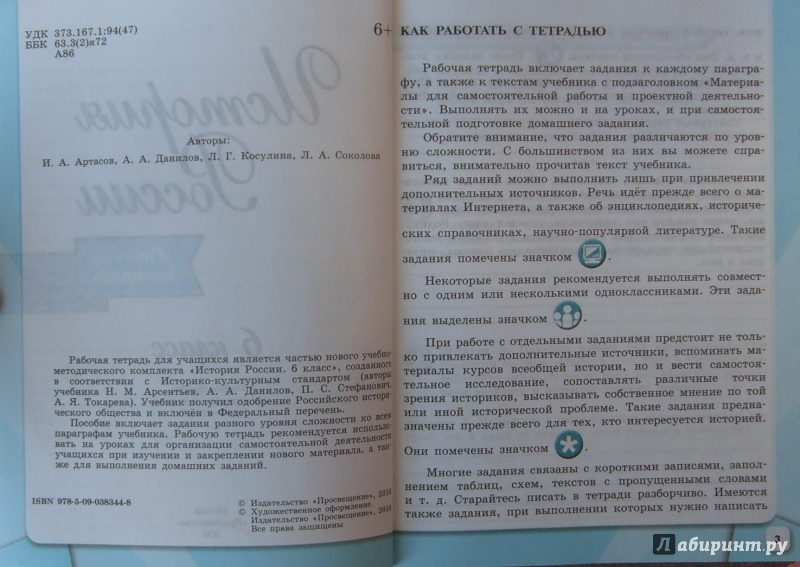 УДК 373.167.1:94(47)
ББК 63.3(2)я72
А86
6+
Авторы:
И. А. Артасов, А. А. Данилов, Л. Г. Косулина, Л. А. Соколова
История
России
6 класс
Рабочая тетрадь для учащихся является частью нового учебно-
методического комплекта «История России. 6 класс», созданного
в соответствии с Историко-культурным стандартом (авторы
учебника Н. М. Арсентьев, А. А. Данилов, П. С. Стефанович,
А. Я. Токарева). Учебник получил одобрение Российского истори-
ческого общества и включён в Федеральный перечень.
Пособие включает задания разного уровня сложности ко всем
параграфам учебника. Рабочую тетрадь рекомендуется использо-
вать на уроках для организации самостоятельной деятельности
учащихся при изучении и закреплении нового материала, а так-
же для выполнения домашних заданий.
ISBN 978-5-09-038344-8
© Издательство «Просвещение», 2016
© Художественное оформление.
Издательство «Просвещение», 2016
Все права защищены
КАК РАБОТАТЬ С ТЕТРАДЬЮ
Рабочая тетрадь включает задания к каждому парагра-
фу, а также к текстам учебника с подзаголовком «Материа-
лы для самостоятельной работы и проектной деятельно-
сти». Выполнять их можно и на уроках, и при самостоя-
тельной подготовке домашнего задания.
Обратите внимание, что задания различаются по уров-
ню сложности. С большинством из них вы можете спра-
виться, внимательно прочитав текст учебника.
Ряд заданий можно выполнить лишь при привлечении
дополнительных источников. Речь идёт прежде всего о ма-
териалах Интернета, а также об энциклопедиях, историче-
ских справочниках, научно-популярной литературе. Такие
задания помечены значком .
Некоторые задания рекомендуется выполнять совмест-
но с одним или несколькими одноклассниками. Эти зада-
ния выделены значком .
При работе с отдельными заданиями предстоит не толь-
ко привлекать дополнительные источники, вспоминать ма-
териалы курсов всеобщей истории, но и вести самостоя-
тельное исследование, сопоставлять различные точки
зрения историков, высказывать собственное мнение по той
или иной исторической проблеме. Такие задания предна-
значены прежде всего для тех, кто интересуется историей.
Они помечены значком .
Многие задания связаны с короткими записями, запол-
нением таблиц, схем, текстов с пропущенными словами
и т. д. Старайтесь писать в тетради разборчиво. Имеются
также задания, при выполнении которых нужно написать
3
Лабиринт.ру